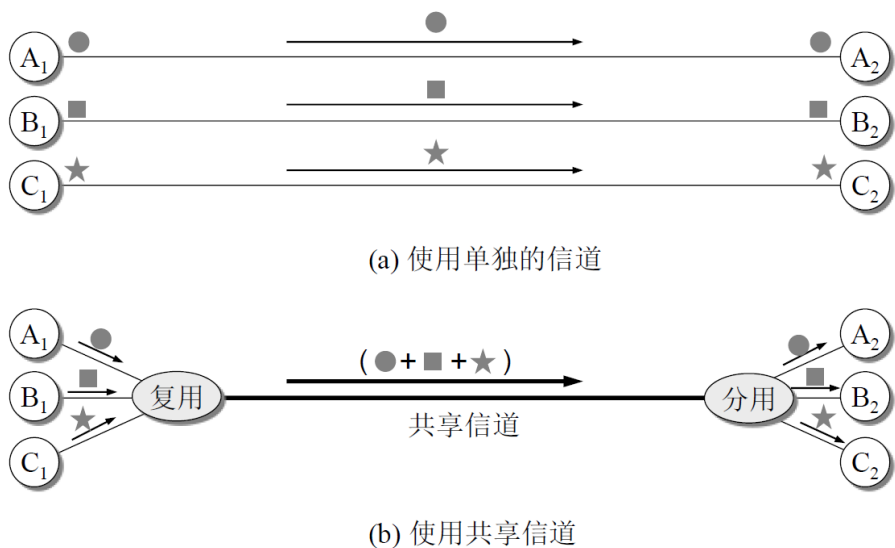 A₁ A₂
B₁ B₂
C₁ C₂
(a) 使用单独的信道
A₁ ( + + ) A₂
B₁ 复用 分用 B₂
共享信道
C₁ C₂
(b) 使用共享信道